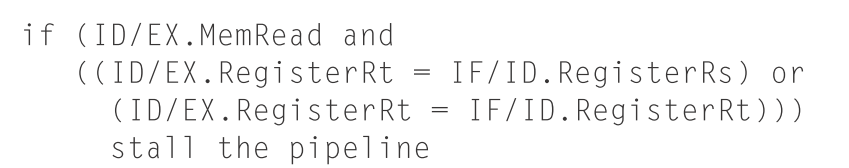 if (ID/EX.MemRead and
((ID/EX.RegisterRt = IF/ID.RegisterRs) or
(ID/EX.RegisterRt = IF/ID.RegisterRt)))
stall the pipeline